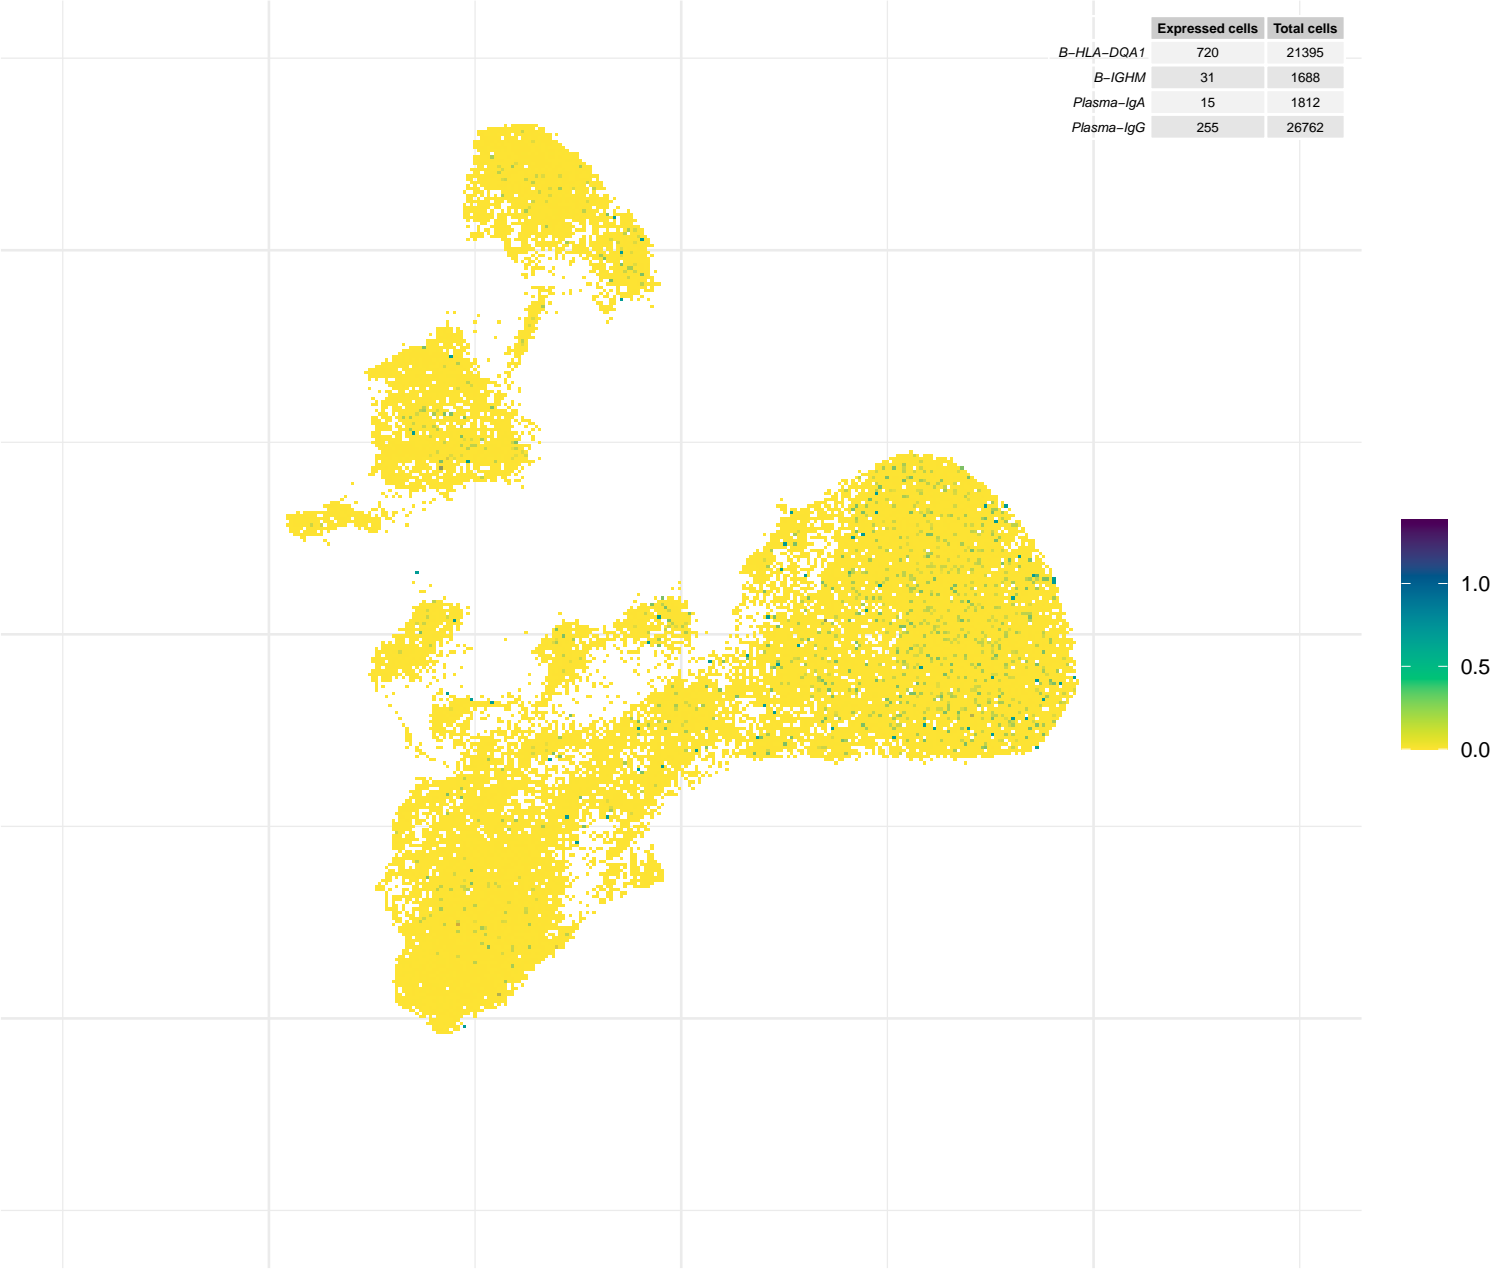 Expressed cells Total cells
B−HLA−DQA1 720 21395
B−IGHM 31 1688
Plasma−IgA 15 1812
Plasma−IgG 255 26762
1.0
0.5
0.0